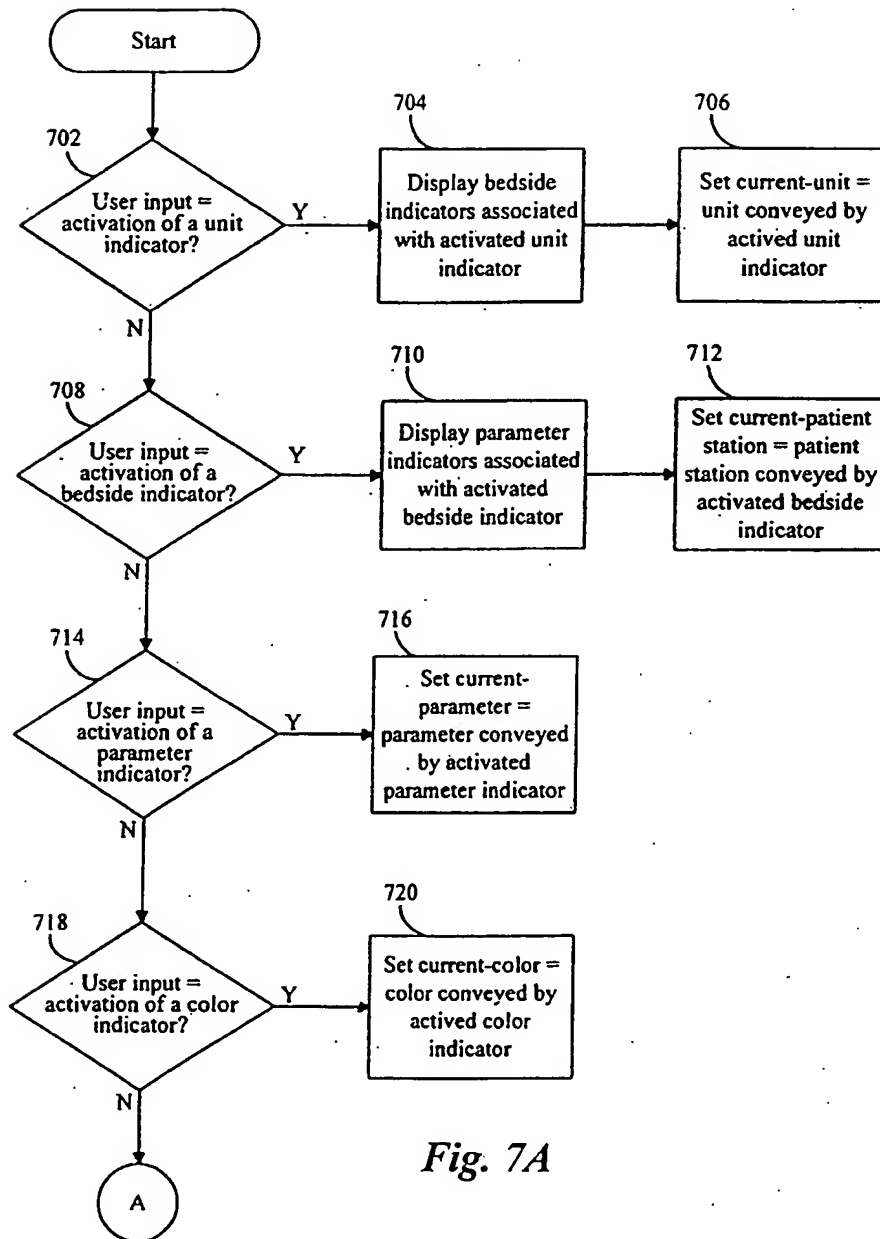 Start
702
User input =
activation of a unit
indicator?
Y
N
704
Display bedside
indicators associated
with activated unit
indicator
706
Set current-unit =
unit conveyed by
actived unit
indicator
708
User input =
activation of a
bedside indicator?
Y
N
710
Display parameter
indicators associated
with activated
bedside indicator
712
Set current-patient
station = patient
station conveyed by
activated bedside
indicator
714
User input =
activation of a
parameter
indicator?
Y
N
716
Set current-
parameter =
parameter conveyed
by activated
parameter indicator
718
User input =
activation of a color
indicator?
Y
N
720
Set current-color =
color conveyed by
actived color
indicator
A
Fig. 7A